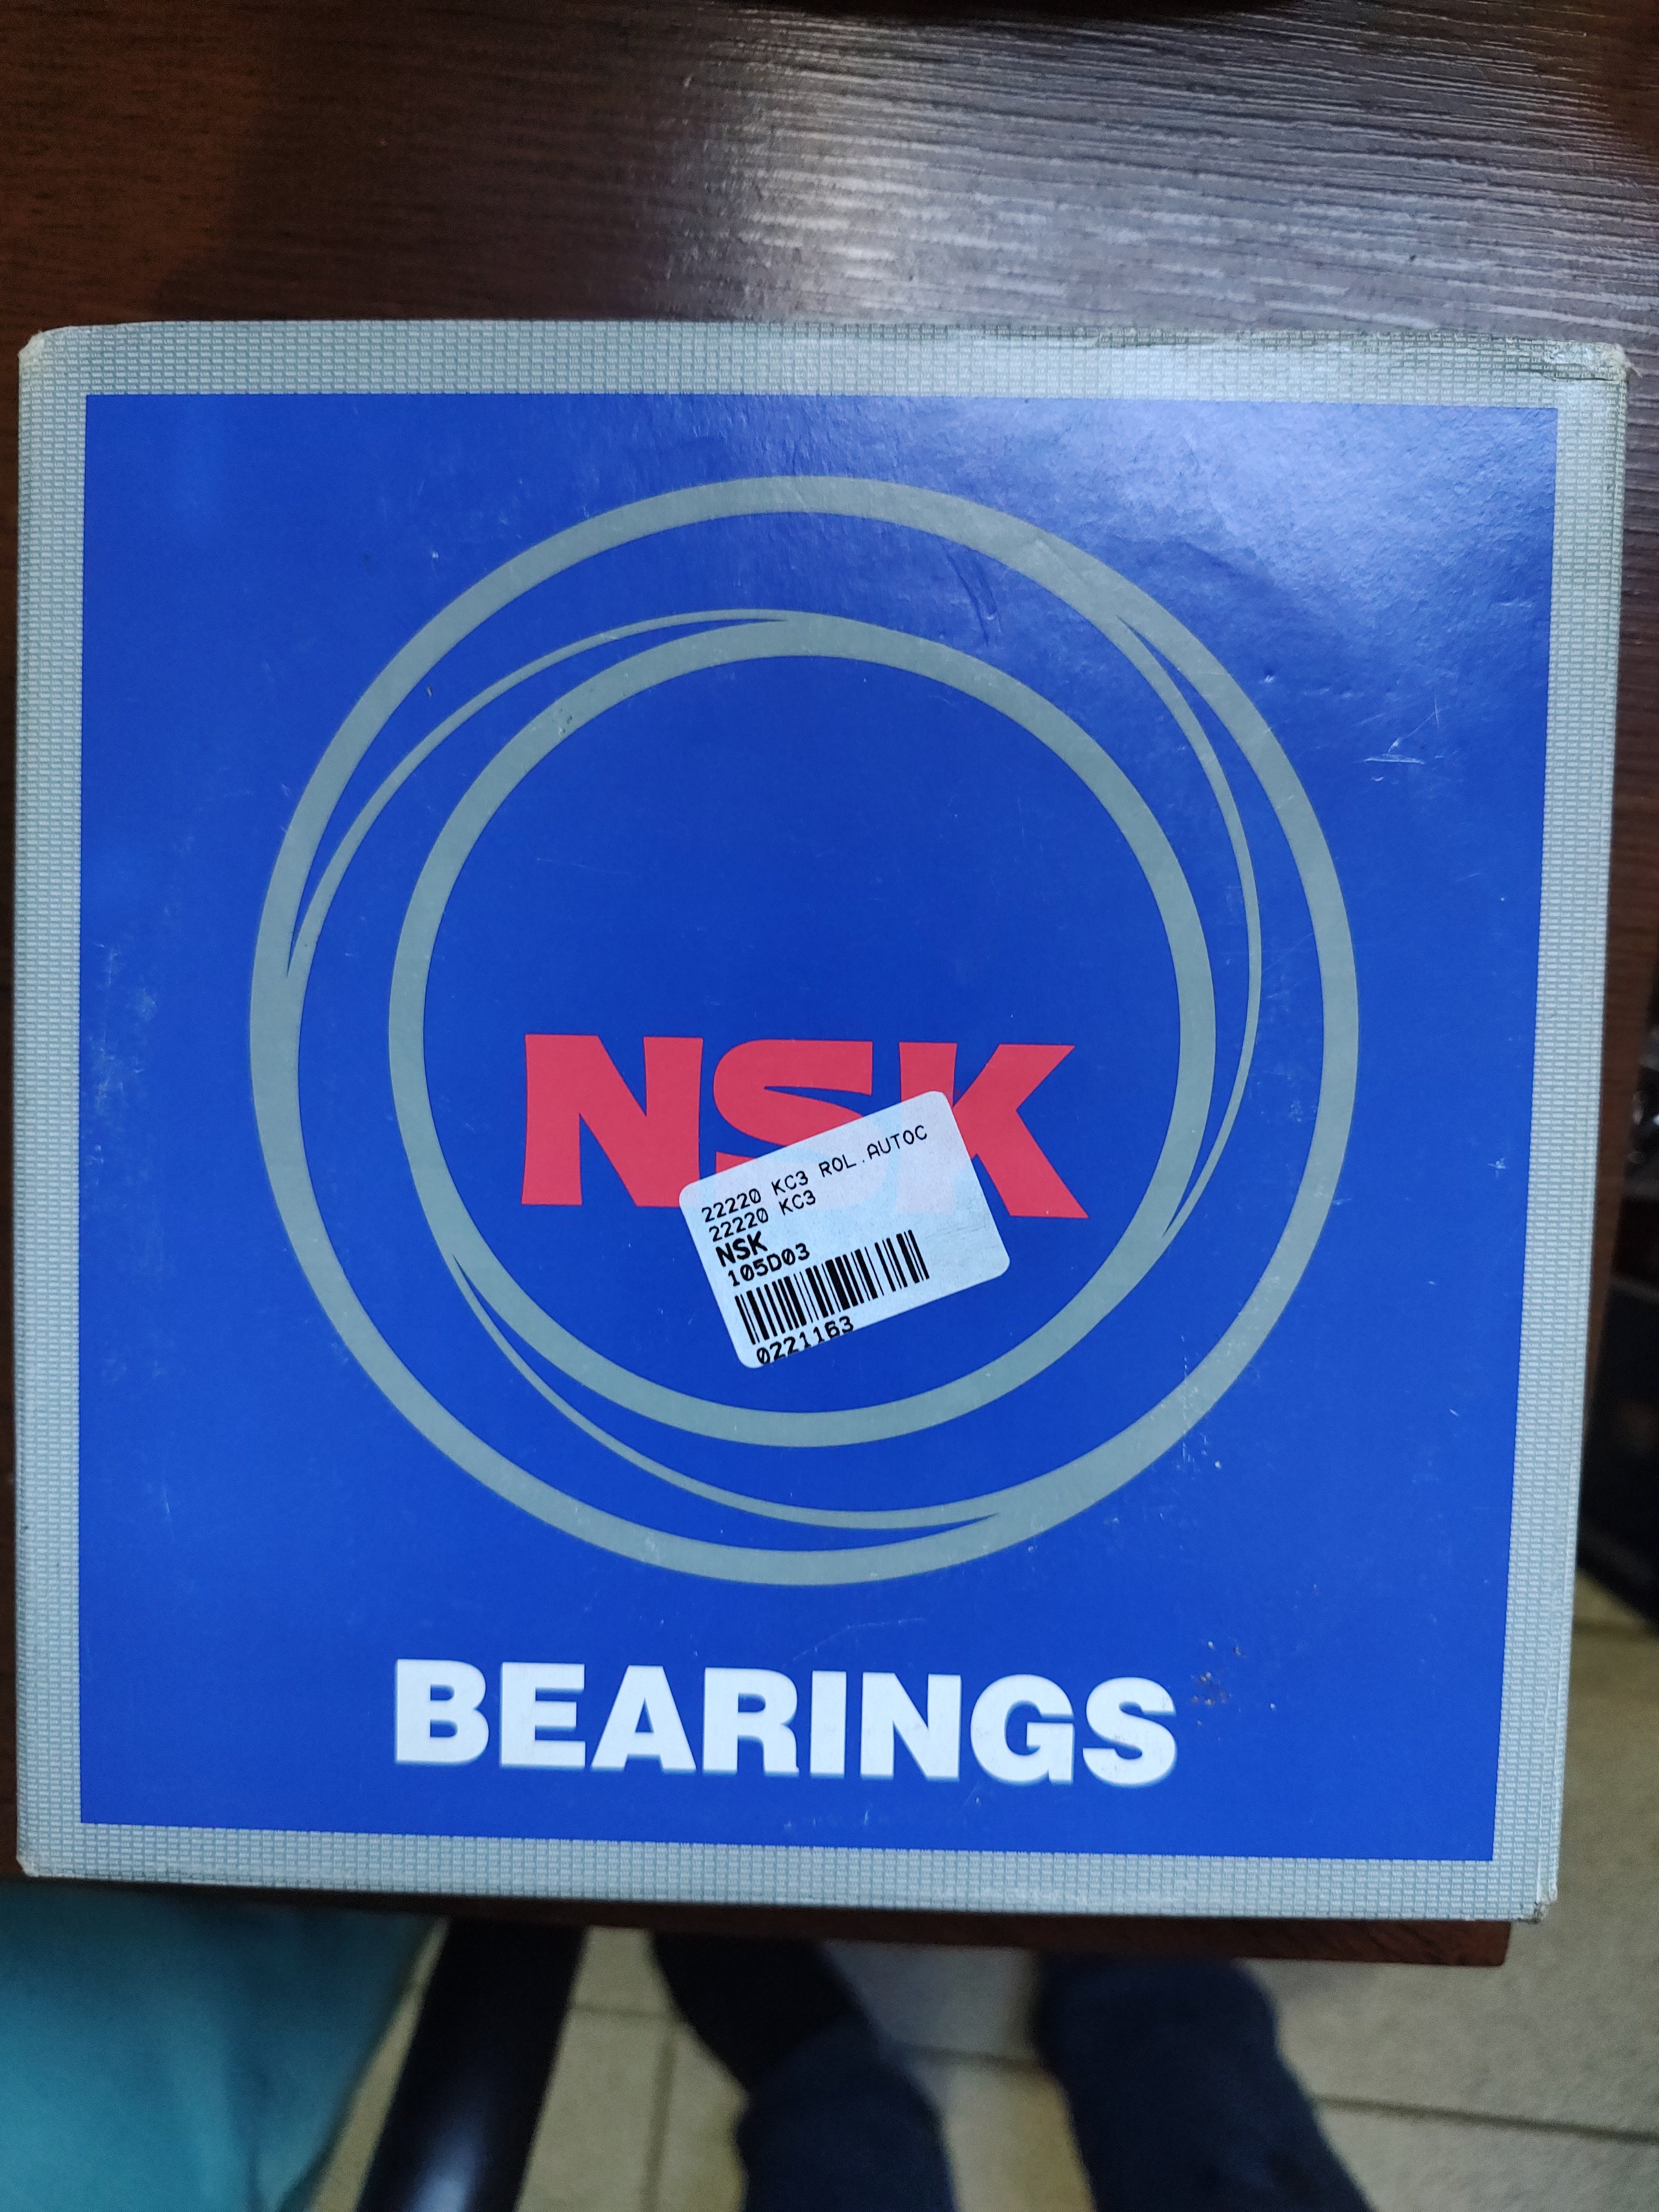 NSK
22220 KC3 ROL.AUTOC
22220 KC3
NSK
105D03
0221163
BEARINGS